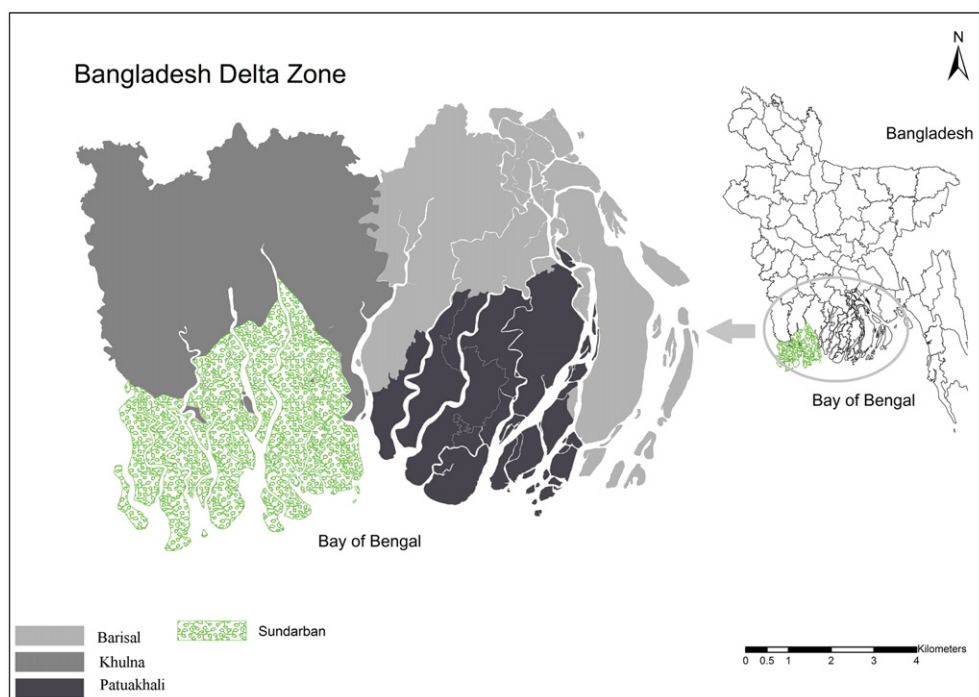 N
Bangladesh Delta Zone
Bangladesh
Bay of Bengal
Bay of Bengal
Barisal
Sundarban
Khulna
Patuakhali
Kilometers
0 0.5 1 2 3 4